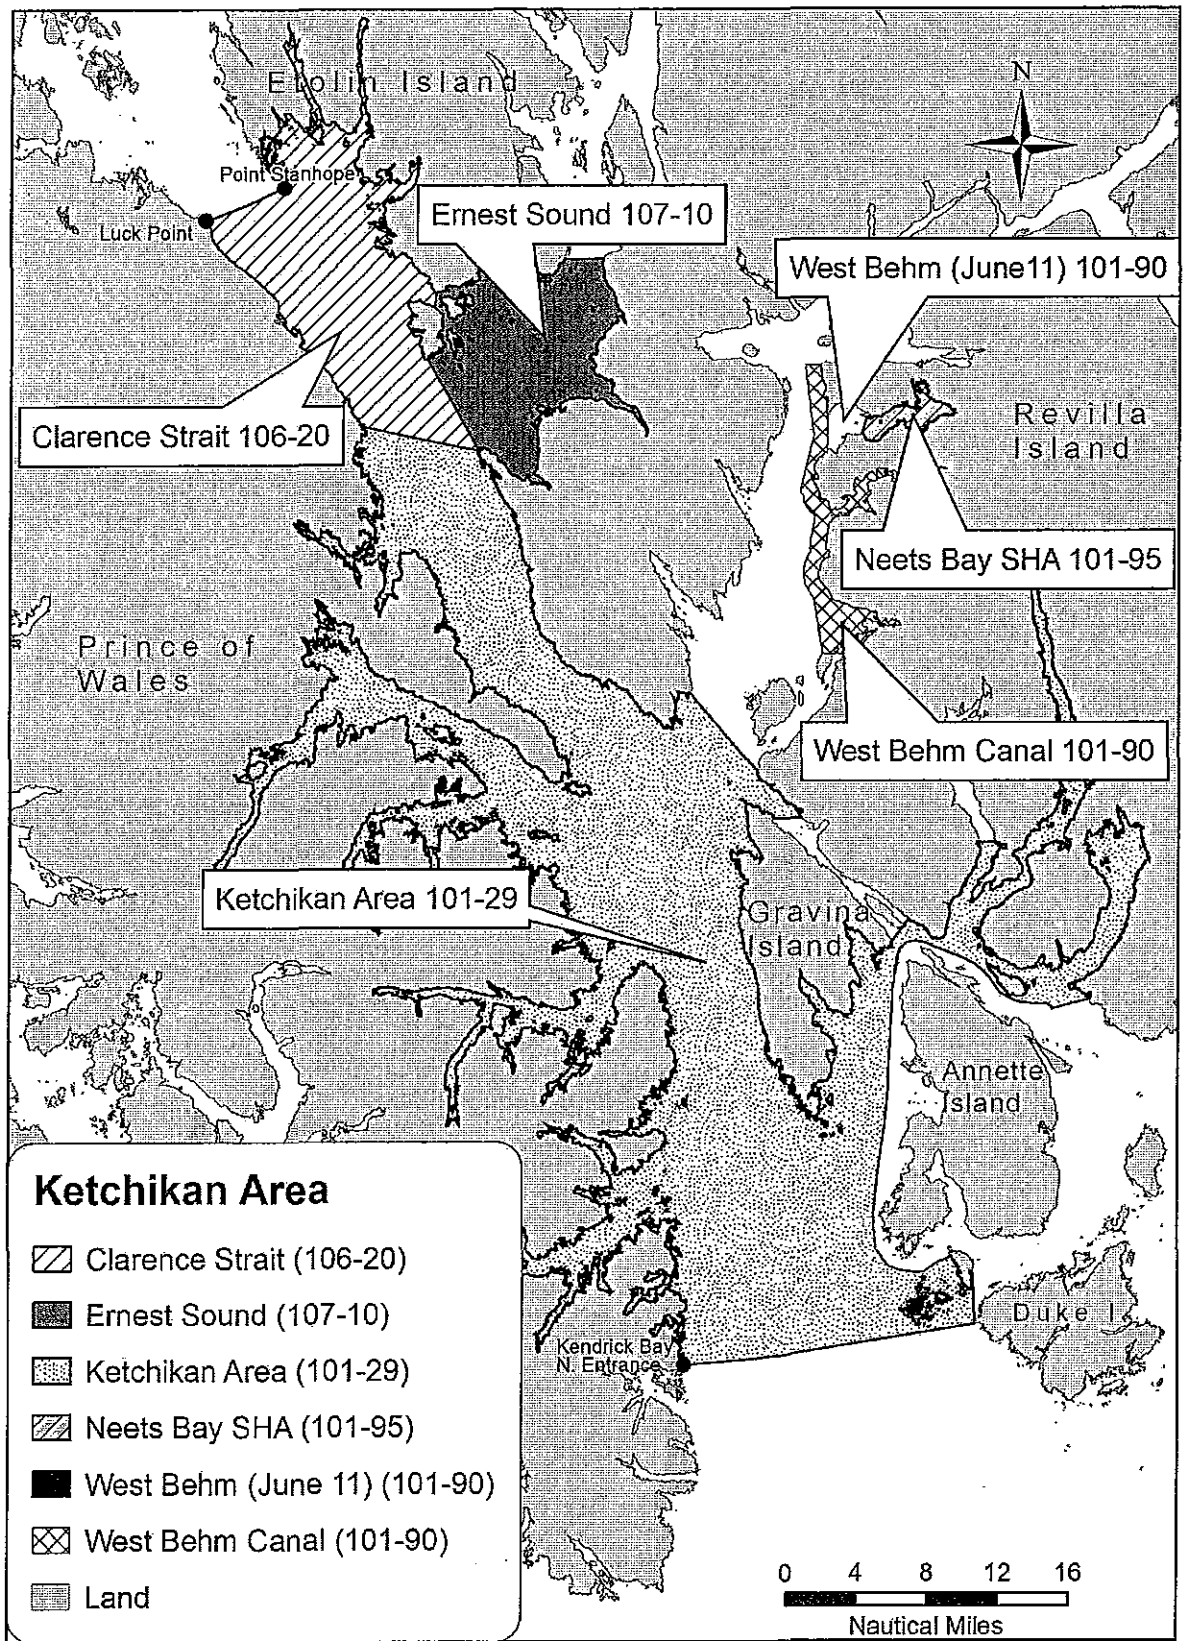 N
Etolin Island
Point Stanhope
Luck Point
Ernest Sound 107-10
West Behm (June11) 101-90
Clarence Strait 106-20
Revilla
Island
Neets Bay SHA 101-95
Prince of
Wales
West Behm Canal 101-90
Ketchikan Area 101-29
Gravina
Island
Annette
Island
Duke I.
Kendrick Bay
N. Entrance
Ketchikan Area
Clarence Strait (106-20)
Ernest Sound (107-10)
Ketchikan Area (101-29)
Neets Bay SHA (101-95)
West Behm (June 11) (101-90)
West Behm Canal (101-90)
Land
0 4 8 12 16
Nautical Miles